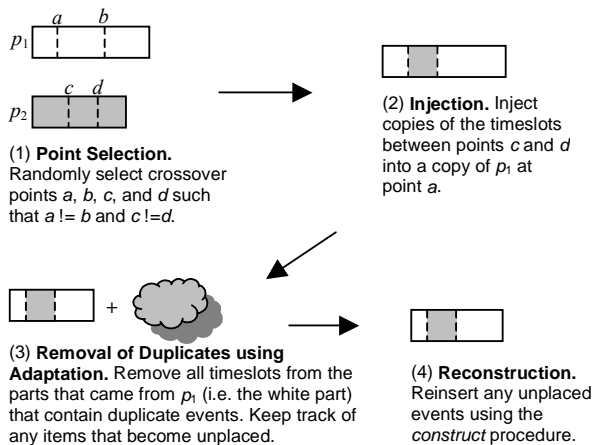 a b
p1
c d
p2
(1) Point Selection.
Randomly select crossover
points a, b, c, and d such
that a != b and c !=d.
(2) Injection. Inject
copies of the timeslots
between points c and d
into a copy of p1 at
point a.
+
(3) Removal of Duplicates using
Adaptation. Remove all timeslots from the
parts that came from p1 (i.e. the white part)
that contain duplicate events. Keep track of
any items that become unplaced.
(4) Reconstruction.
Reinsert any unplaced
events using the
construct procedure.